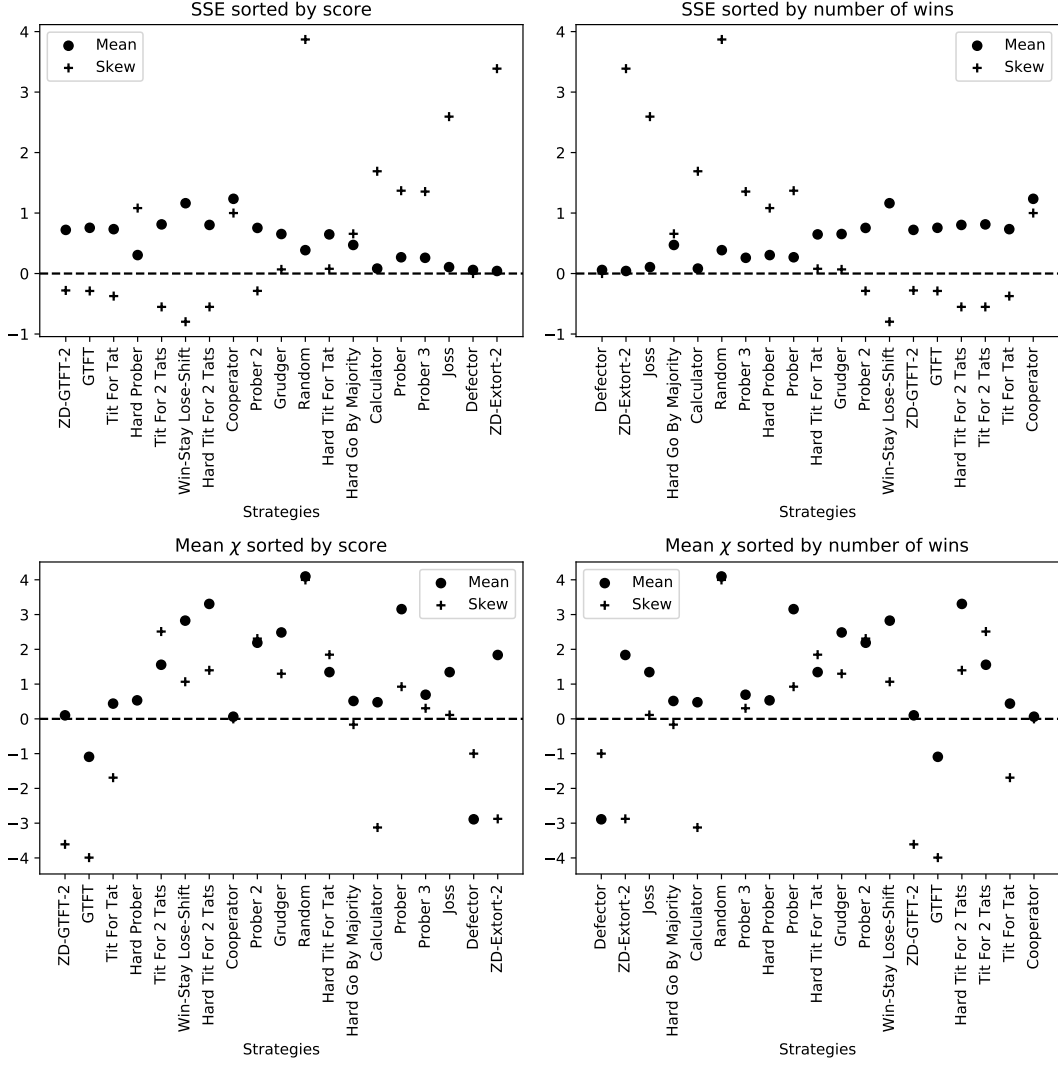 SSE sorted by score
4
3
2
1
0
−1
Mean
Skew
ZD-GTFT-2
GTFT
Tit For Tat
Hard Prober
Tit For 2 Tats
Win-Stay Lose-Shift
Hard Tit For 2 Tats
Cooperator
Prober 2
Grudger
Random
Hard Tit For Tat
Hard Go By Majority
Calculator
Prober
Prober 3
Joss
Defector
ZD-Extort-2
Strategies
SSE sorted by number of wins
4
3
2
1
0
−1
Mean
Skew
Defector
ZD-Extort-2
Joss
Hard Go By Majority
Calculator
Random
Prober 3
Hard Prober
Prober
Hard Tit For Tat
Grudger
Prober 2
Win-Stay Lose-Shift
ZD-GTFT-2
GTFT
Hard Tit For 2 Tats
Tit For 2 Tats
Tit For Tat
Cooperator
Strategies
Mean χ sorted by score
4
3
2
1
0
−1
−2
−3
−4
Mean
Skew
ZD-GTFT-2
GTFT
Tit For Tat
Hard Prober
Tit For 2 Tats
Win-Stay Lose-Shift
Hard Tit For 2 Tats
Cooperator
Prober 2
Grudger
Random
Hard Tit For Tat
Hard Go By Majority
Calculator
Prober
Prober 3
Joss
Defector
ZD-Extort-2
Strategies
Mean χ sorted by number of wins
4
3
2
1
0
−1
−2
−3
−4
Mean
Skew
Defector
ZD-Extort-2
Joss
Hard Go By Majority
Calculator
Random
Prober 3
Hard Prober
Prober
Hard Tit For Tat
Grudger
Prober 2
Win-Stay Lose-Shift
ZD-GTFT-2
GTFT
Hard Tit For 2 Tats
Tit For 2 Tats
Tit For Tat
Cooperator
Strategies